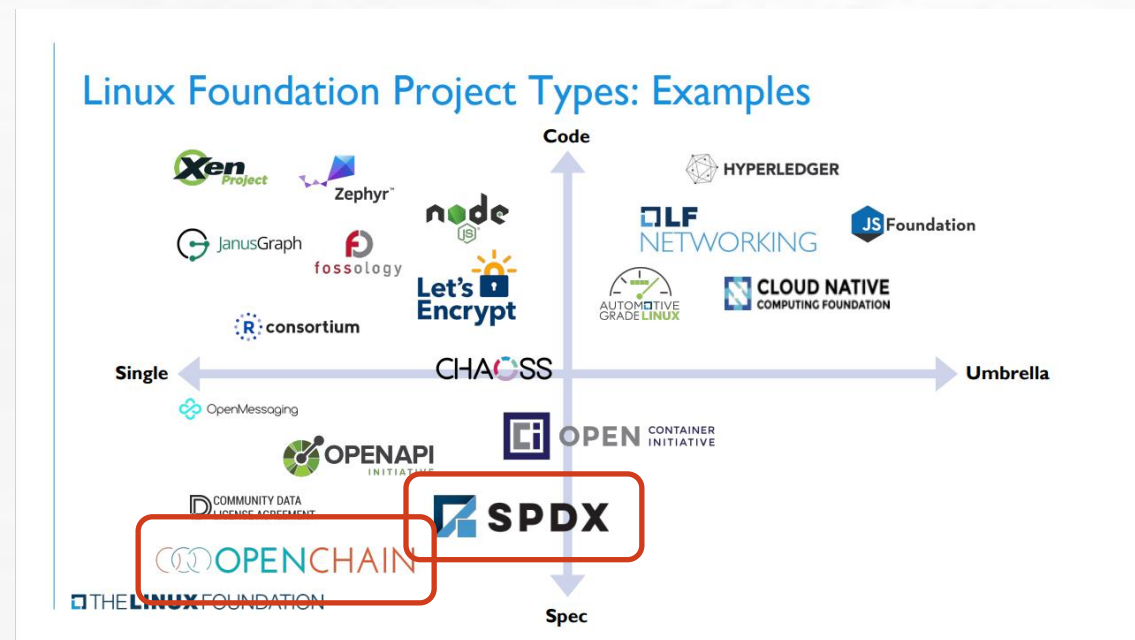 Linux Foundation Project Types: Examples
Code
Xen
Project
Zephyr™
HYPERLEDGER
node
JS
LF
NETWORKING
JS Foundation
JanusGraph
fossology
Let's
Encrypt
AUTOMOTIVE
GRADE LINUX
CLOUD NATIVE
COMPUTING FOUNDATION
R consortium
CHAOSS
Single
Umbrella
OpenMessaging
OPENAPI
INITIATIVE
Ci OPEN CONTAINER
INITIATIVE
COMMUNITY DATA
LICENSE AGREEMENT
SPDX
OPENCHAIN
THE LINUX FOUNDATION
Spec